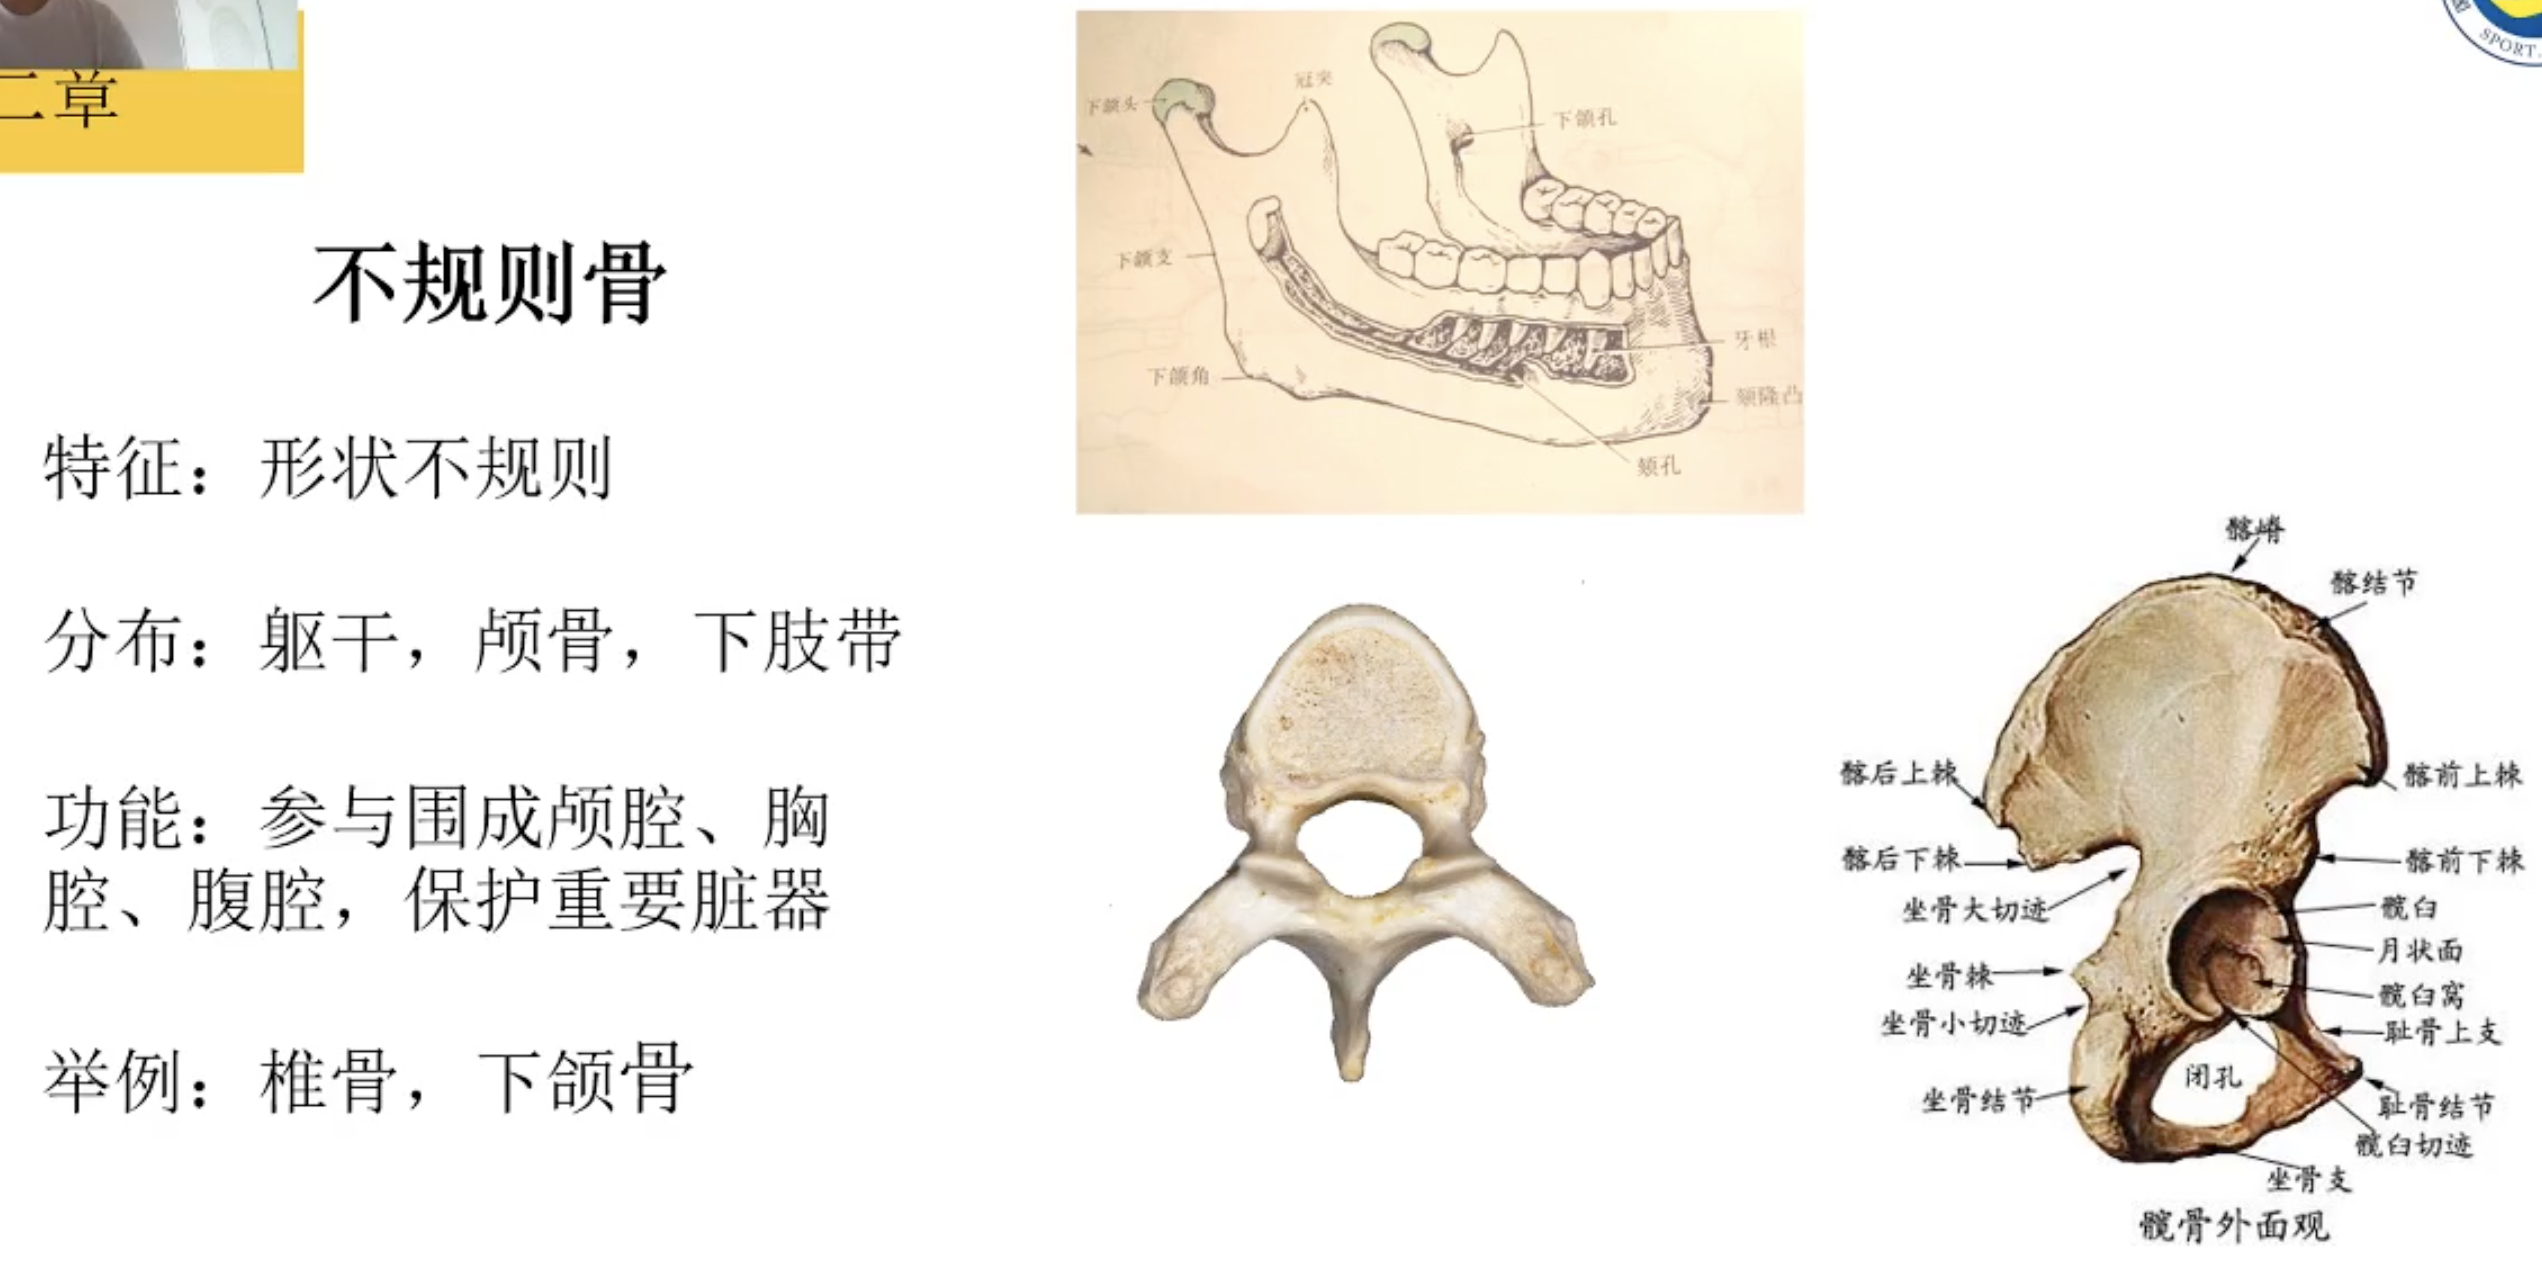 二章
SPORT
不规则骨
特征：形状不规则
分布：躯干，颅骨，下肢带
功能：参与围成颅腔、胸
腔、腹腔，保护重要脏器
举例：椎骨，下颌骨
下颌头
冠突
下颌孔
下颌支
下颌角
牙根
颏隆凸
颏孔
髂嵴
髂结节
髂后上棘
髂前上棘
髂后下棘
髂前下棘
坐骨大切迹
髋臼
月状面
坐骨棘
髋臼窝
坐骨小切迹
耻骨上支
闭孔
坐骨结节
耻骨结节
髋臼切迹
坐骨支
髋骨外面观